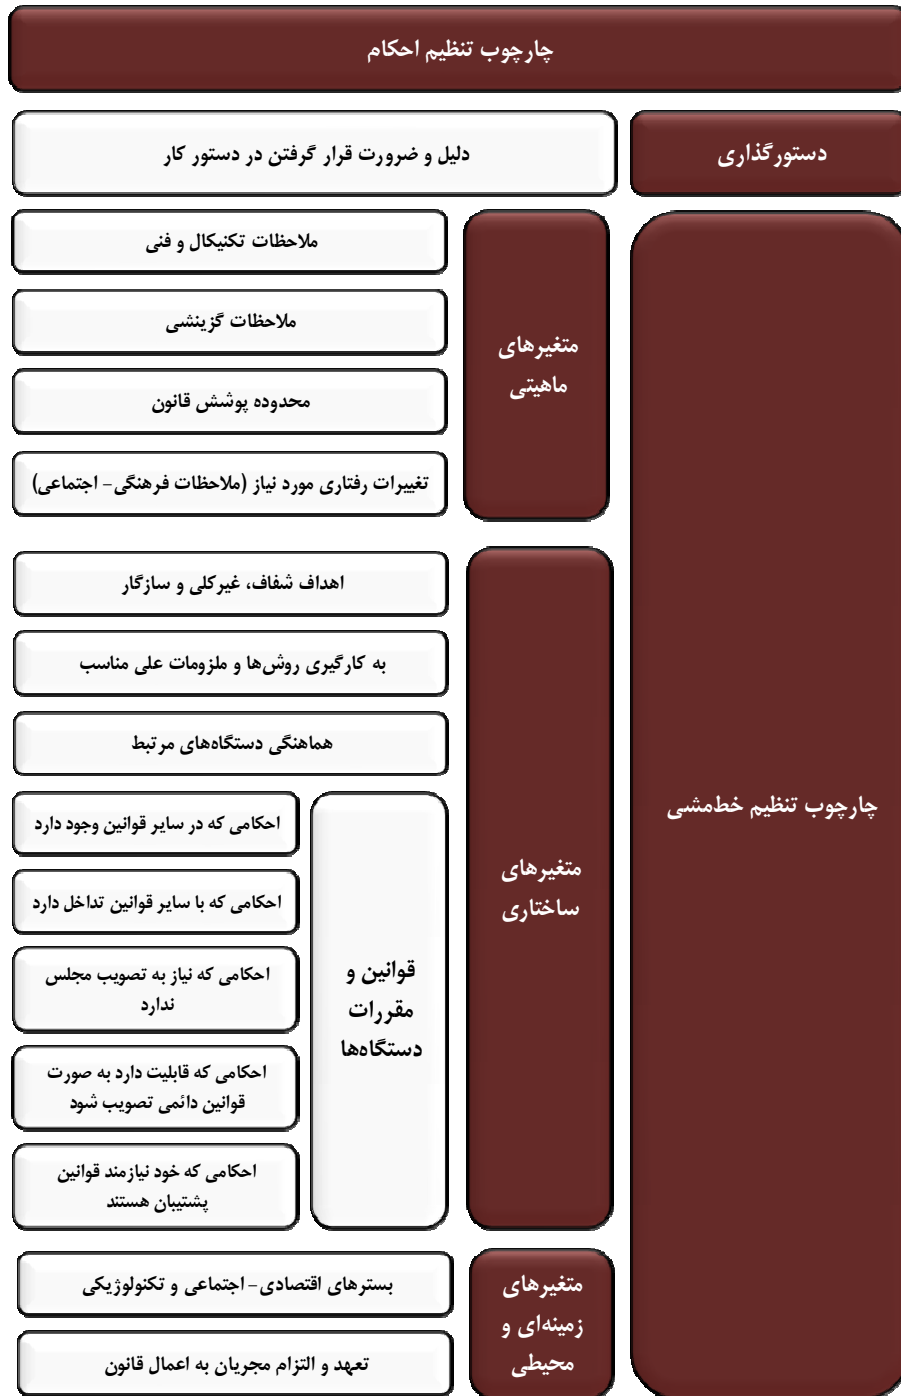 چارچوب تنظیم احکام
دستورگذاری
دلیل و ضرورت قرار گرفتن در دستور کار
چارچوب تنظیم خط‌مشی
متغیرهای
ماهیتی
ملاحظات تکنیکال و فنی
ملاحظات گزینشی
محدوده پوشش قانون
تغییرات رفتاری مورد نیاز (ملاحظات فرهنگی- اجتماعی)
متغیرهای
ساختاری
اهداف شفاف، غیرکلی و سازگار
به کارگیری روش‌ها و ملزومات علی مناسب
هماهنگی دستگاه‌های مرتبط
قوانین و
مقررات
دستگاه‌ها
احکامی که در سایر قوانین وجود دارد
احکامی که با سایر قوانین تداخل دارد
احکامی که نیاز به تصویب مجلس
ندارد
احکامی که قابلیت دارد به صورت
قوانین دائمی تصویب شود
احکامی که خود نیازمند قوانین
پشتیبان هستند
متغیرهای
زمینه‌ای و
محیطی
بسترهای اقتصادی- اجتماعی و تکنولوژیکی
تعهد و التزام مجریان به اعمال قانون